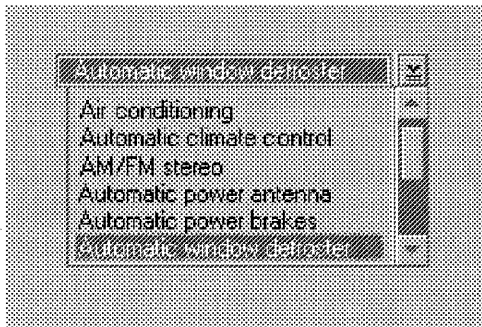 Automatic window defroster
Air conditioning
Automatic climate control
AM/FM stereo
Automatic power antenna
Automatic power brakes
Automatic window defroster